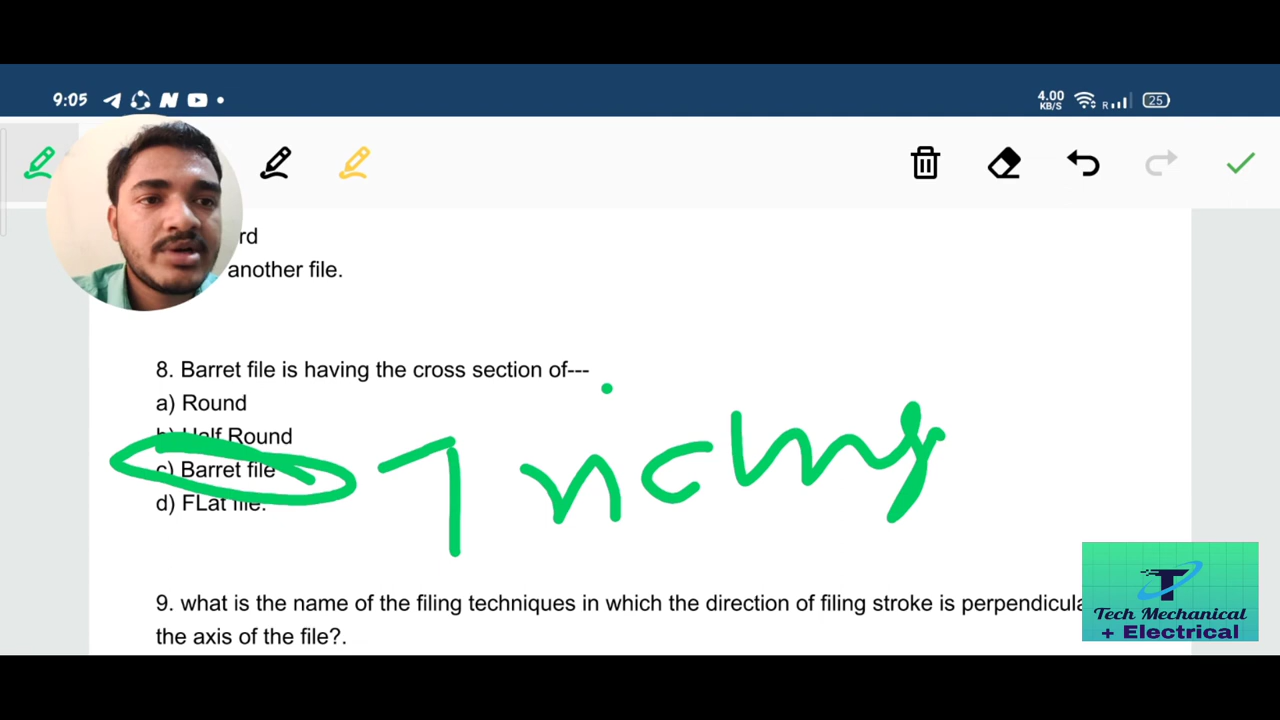 9:05
4.00
KB/S
R
25
rd
another file.
8. Barret file is having the cross section of---
a) Round
b) Half Round
c) Barret file
d) FLat file.
9. what is the name of the filing techniques in which the direction of filing stroke is perpendicula
the axis of the file?.
Tech Mechanical
+ Electrical